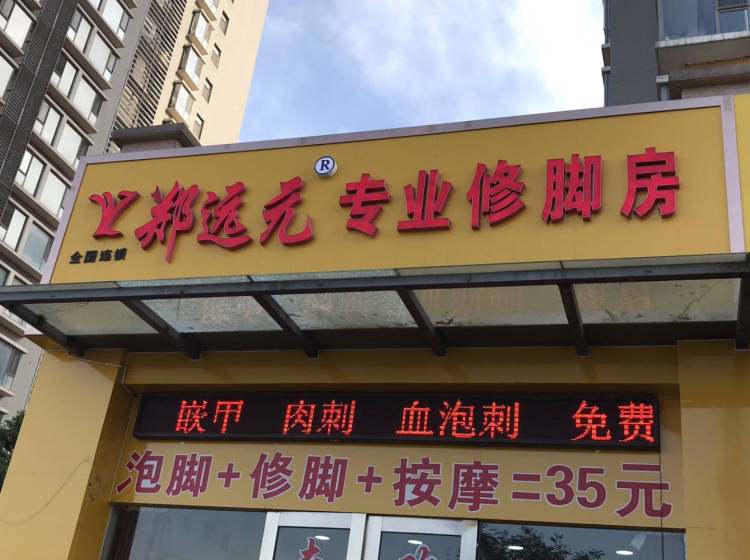 郑远元® 专业修脚房
全国连锁
嵌甲 肉刺 血泡刺 免费
泡脚+修脚+按摩=35元